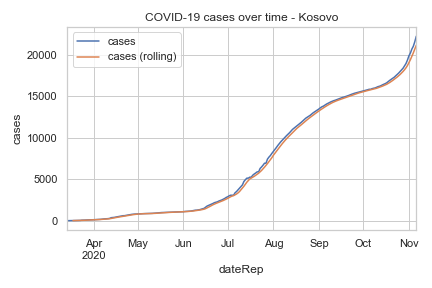 COVID-19 cases over time - Kosovo
cases
cases (rolling)
20000
15000
10000
5000
0
cases
Apr May Jun Jul Aug Sep Oct Nov
2020
dateRep